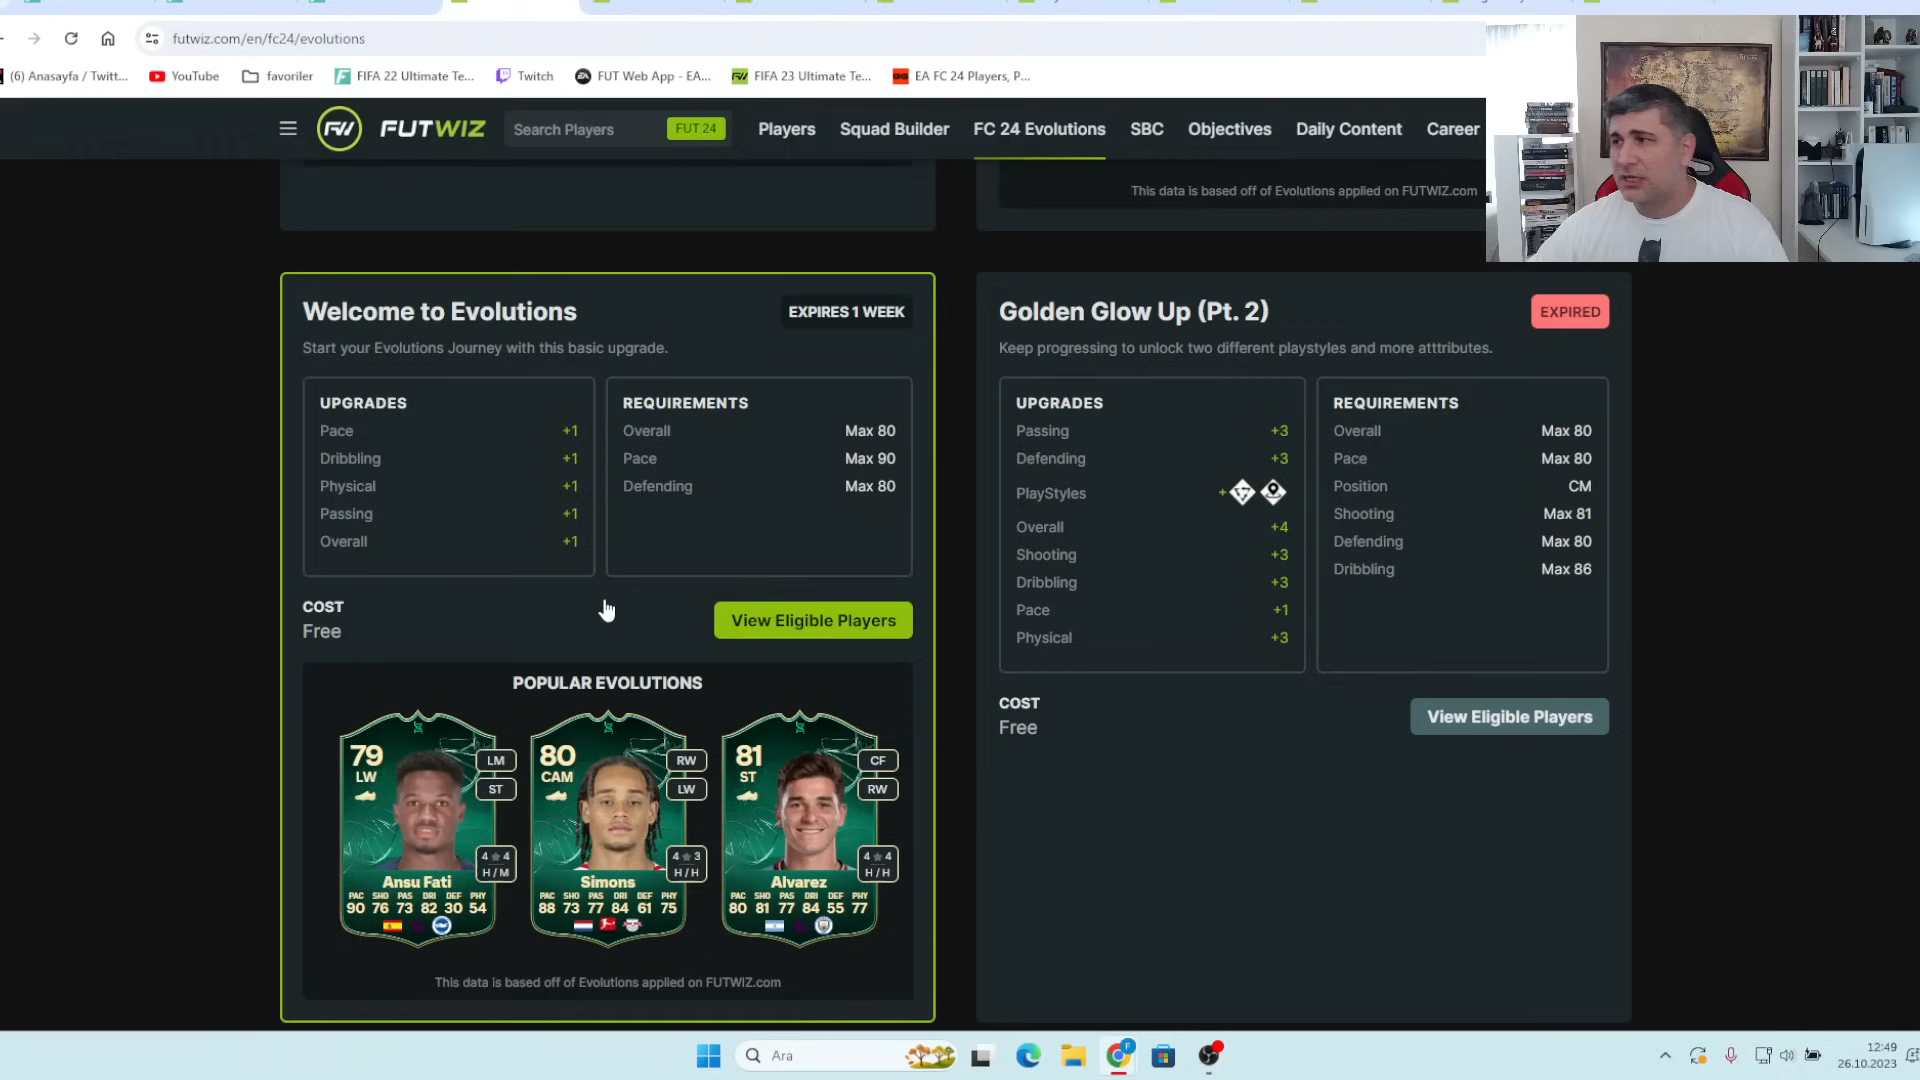 futwiz.com/en/fc24/evolutions
(6) Anasayfa / Twitt...
YouTube
favoriler
FIFA 22 Ultimate Te...
Twitch
FUT Web App - EA...
FIFA 23 Ultimate Te...
EA FC 24 Players, P...
FUTWIZ
Search Players
FUT 24
Players
Squad Builder
FC 24 Evolutions
SBC
Objectives
Daily Content
Career
This data is based off of Evolutions applied on FUTWIZ.com
Welcome to Evolutions
EXPIRES 1 WEEK
Start your Evolutions Journey with this basic upgrade.
UPGRADES
Pace +1
Dribbling +1
Physical +1
Passing +1
Overall +1
REQUIREMENTS
Overall Max 80
Pace Max 90
Defending Max 80
COST
Free
View Eligible Players
POPULAR EVOLUTIONS
79
LW
LM
ST
4★4
H/M
Ansu Fati
PAC SHO PAS DRI DEF PHY
90 76 73 82 30 54
80
CAM
RW
LW
4★3
H/H
Simons
PAC SHO PAS DRI DEF PHY
88 73 77 84 61 75
81
ST
CF
RW
4★4
H/H
Alvarez
PAC SHO PAS DRI DEF PHY
80 81 77 84 55 77
This data is based off of Evolutions applied on FUTWIZ.com
Golden Glow Up (Pt. 2)
EXPIRED
Keep progressing to unlock two different playstyles and more atttributes.
UPGRADES
Passing +3
Defending +3
PlayStyles +
Overall +4
Shooting +3
Dribbling +3
Pace +1
Physical +3
REQUIREMENTS
Overall Max 80
Pace Max 80
Position CM
Shooting Max 81
Defending Max 80
Dribbling Max 86
COST
Free
View Eligible Players
Ara
12:49
26.10.2023